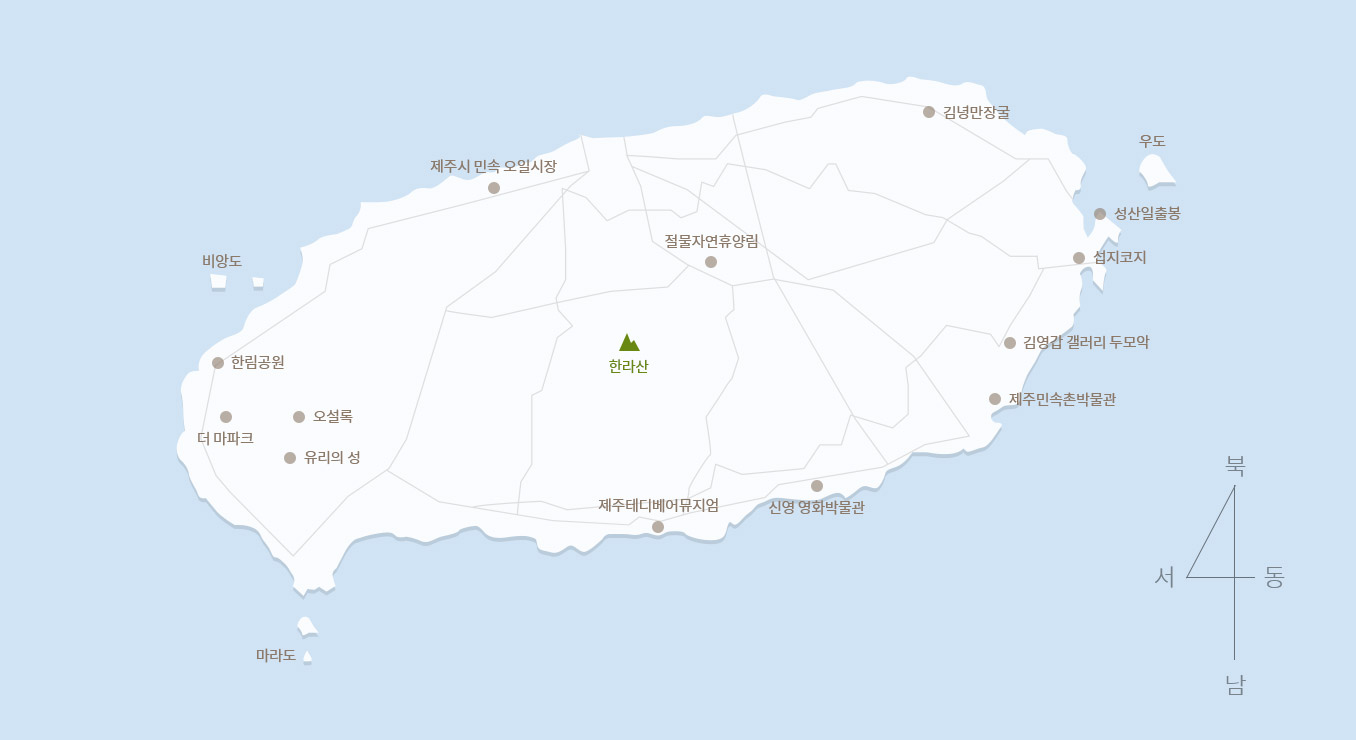 김녕만장굴
우도
제주시 민속 오일시장
성산일출봉
절물자연휴양림
섭지코지
비양도
김영갑 갤러리 두모악
한림공원
한라산
제주민속촌박물관
오설록
더 마파크
유리의 성
북
제주테디베어뮤지엄
신영 영화박물관
서
동
마라도
남